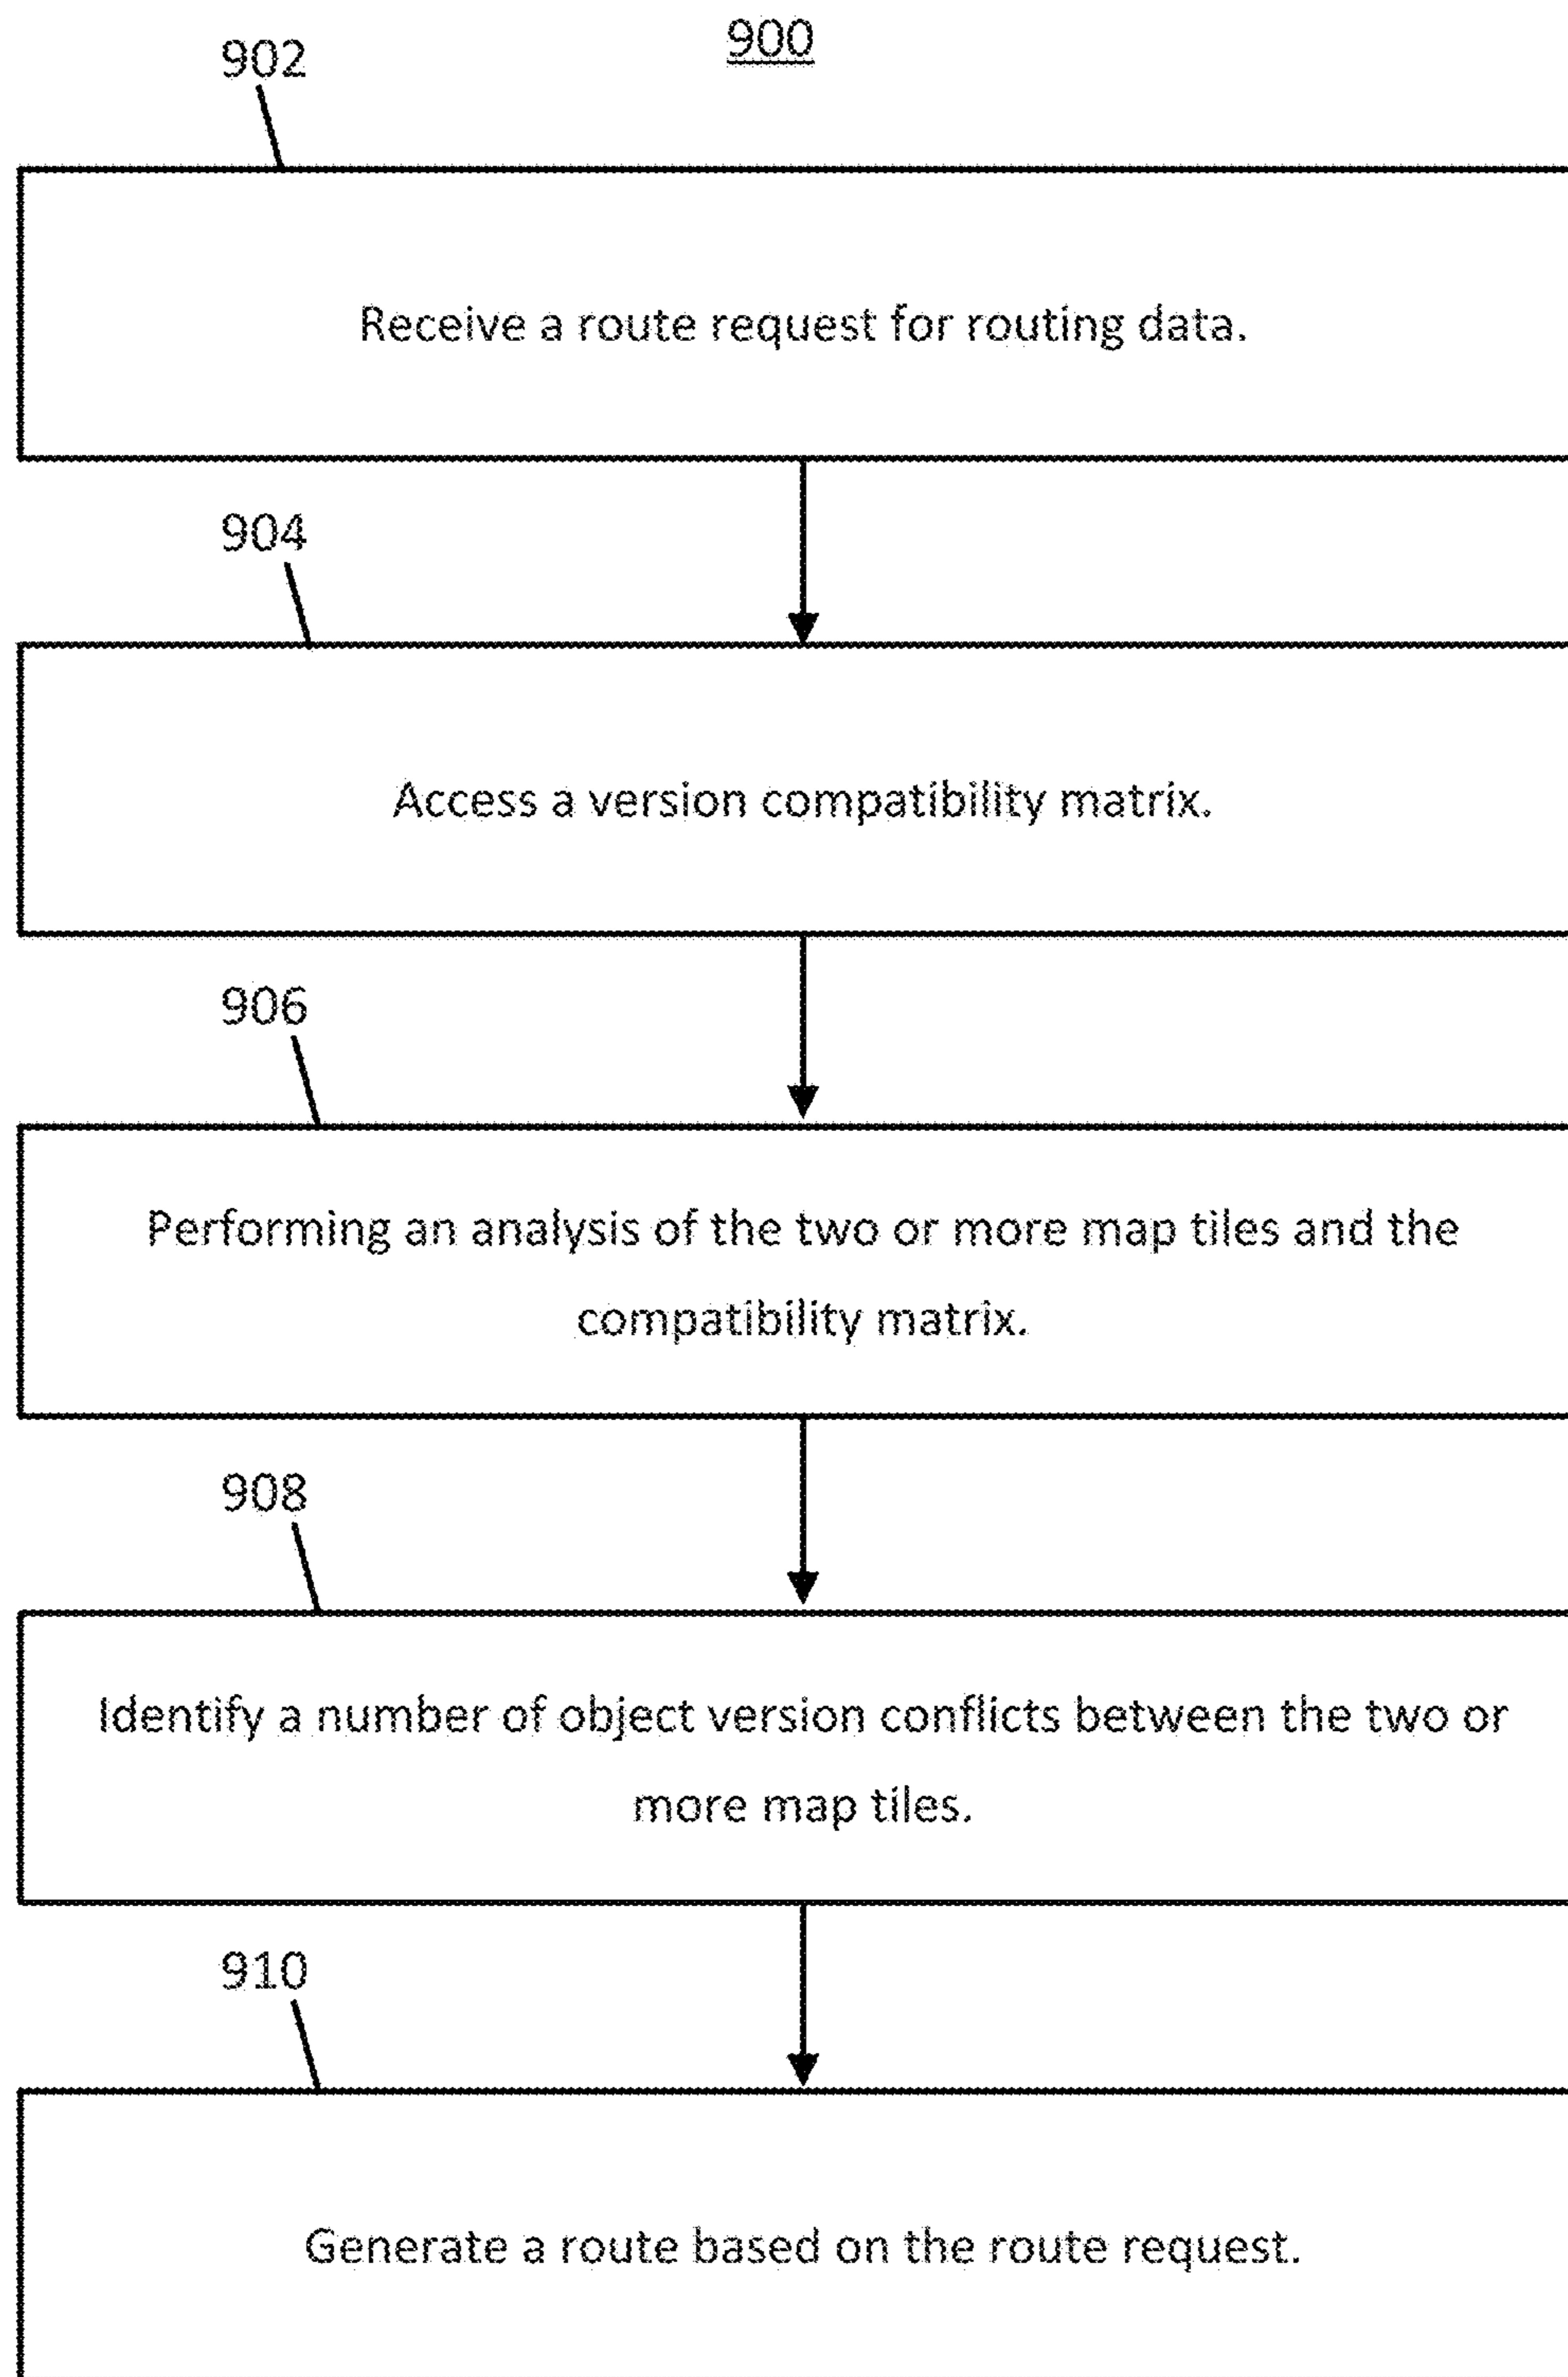 900
902
Receive a route request for routing data.
904
Access a version compatibility matrix.
906
Performing an analysis of the two or more map tiles and the
compatibility matrix.
908
Identify a number of object version conflicts between the two or
more map tiles.
910
Generate a route based on the route request.